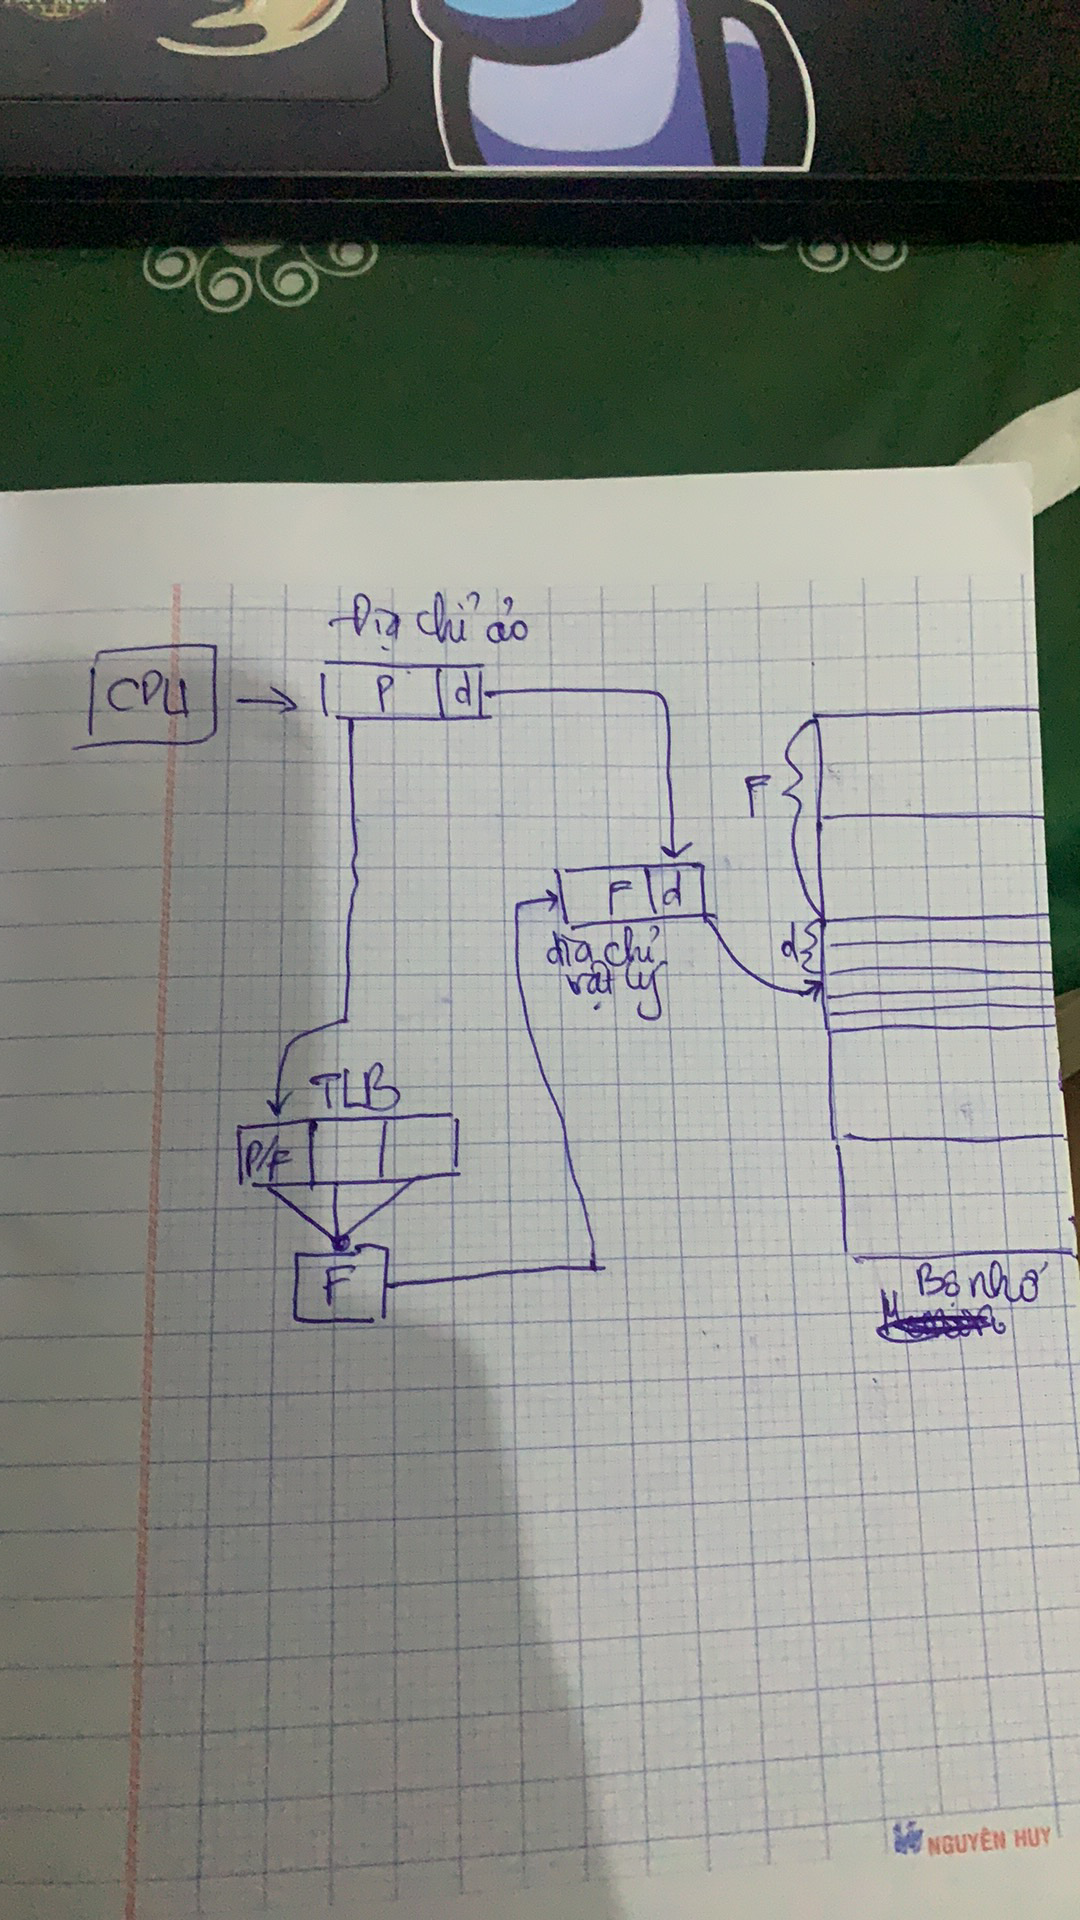 Địa chỉ ảo
CPU
P d
F
F d
địa chỉ
vật lý
d
TLB
P/F
F
Bộ nhớ
NGUYÊN HUY